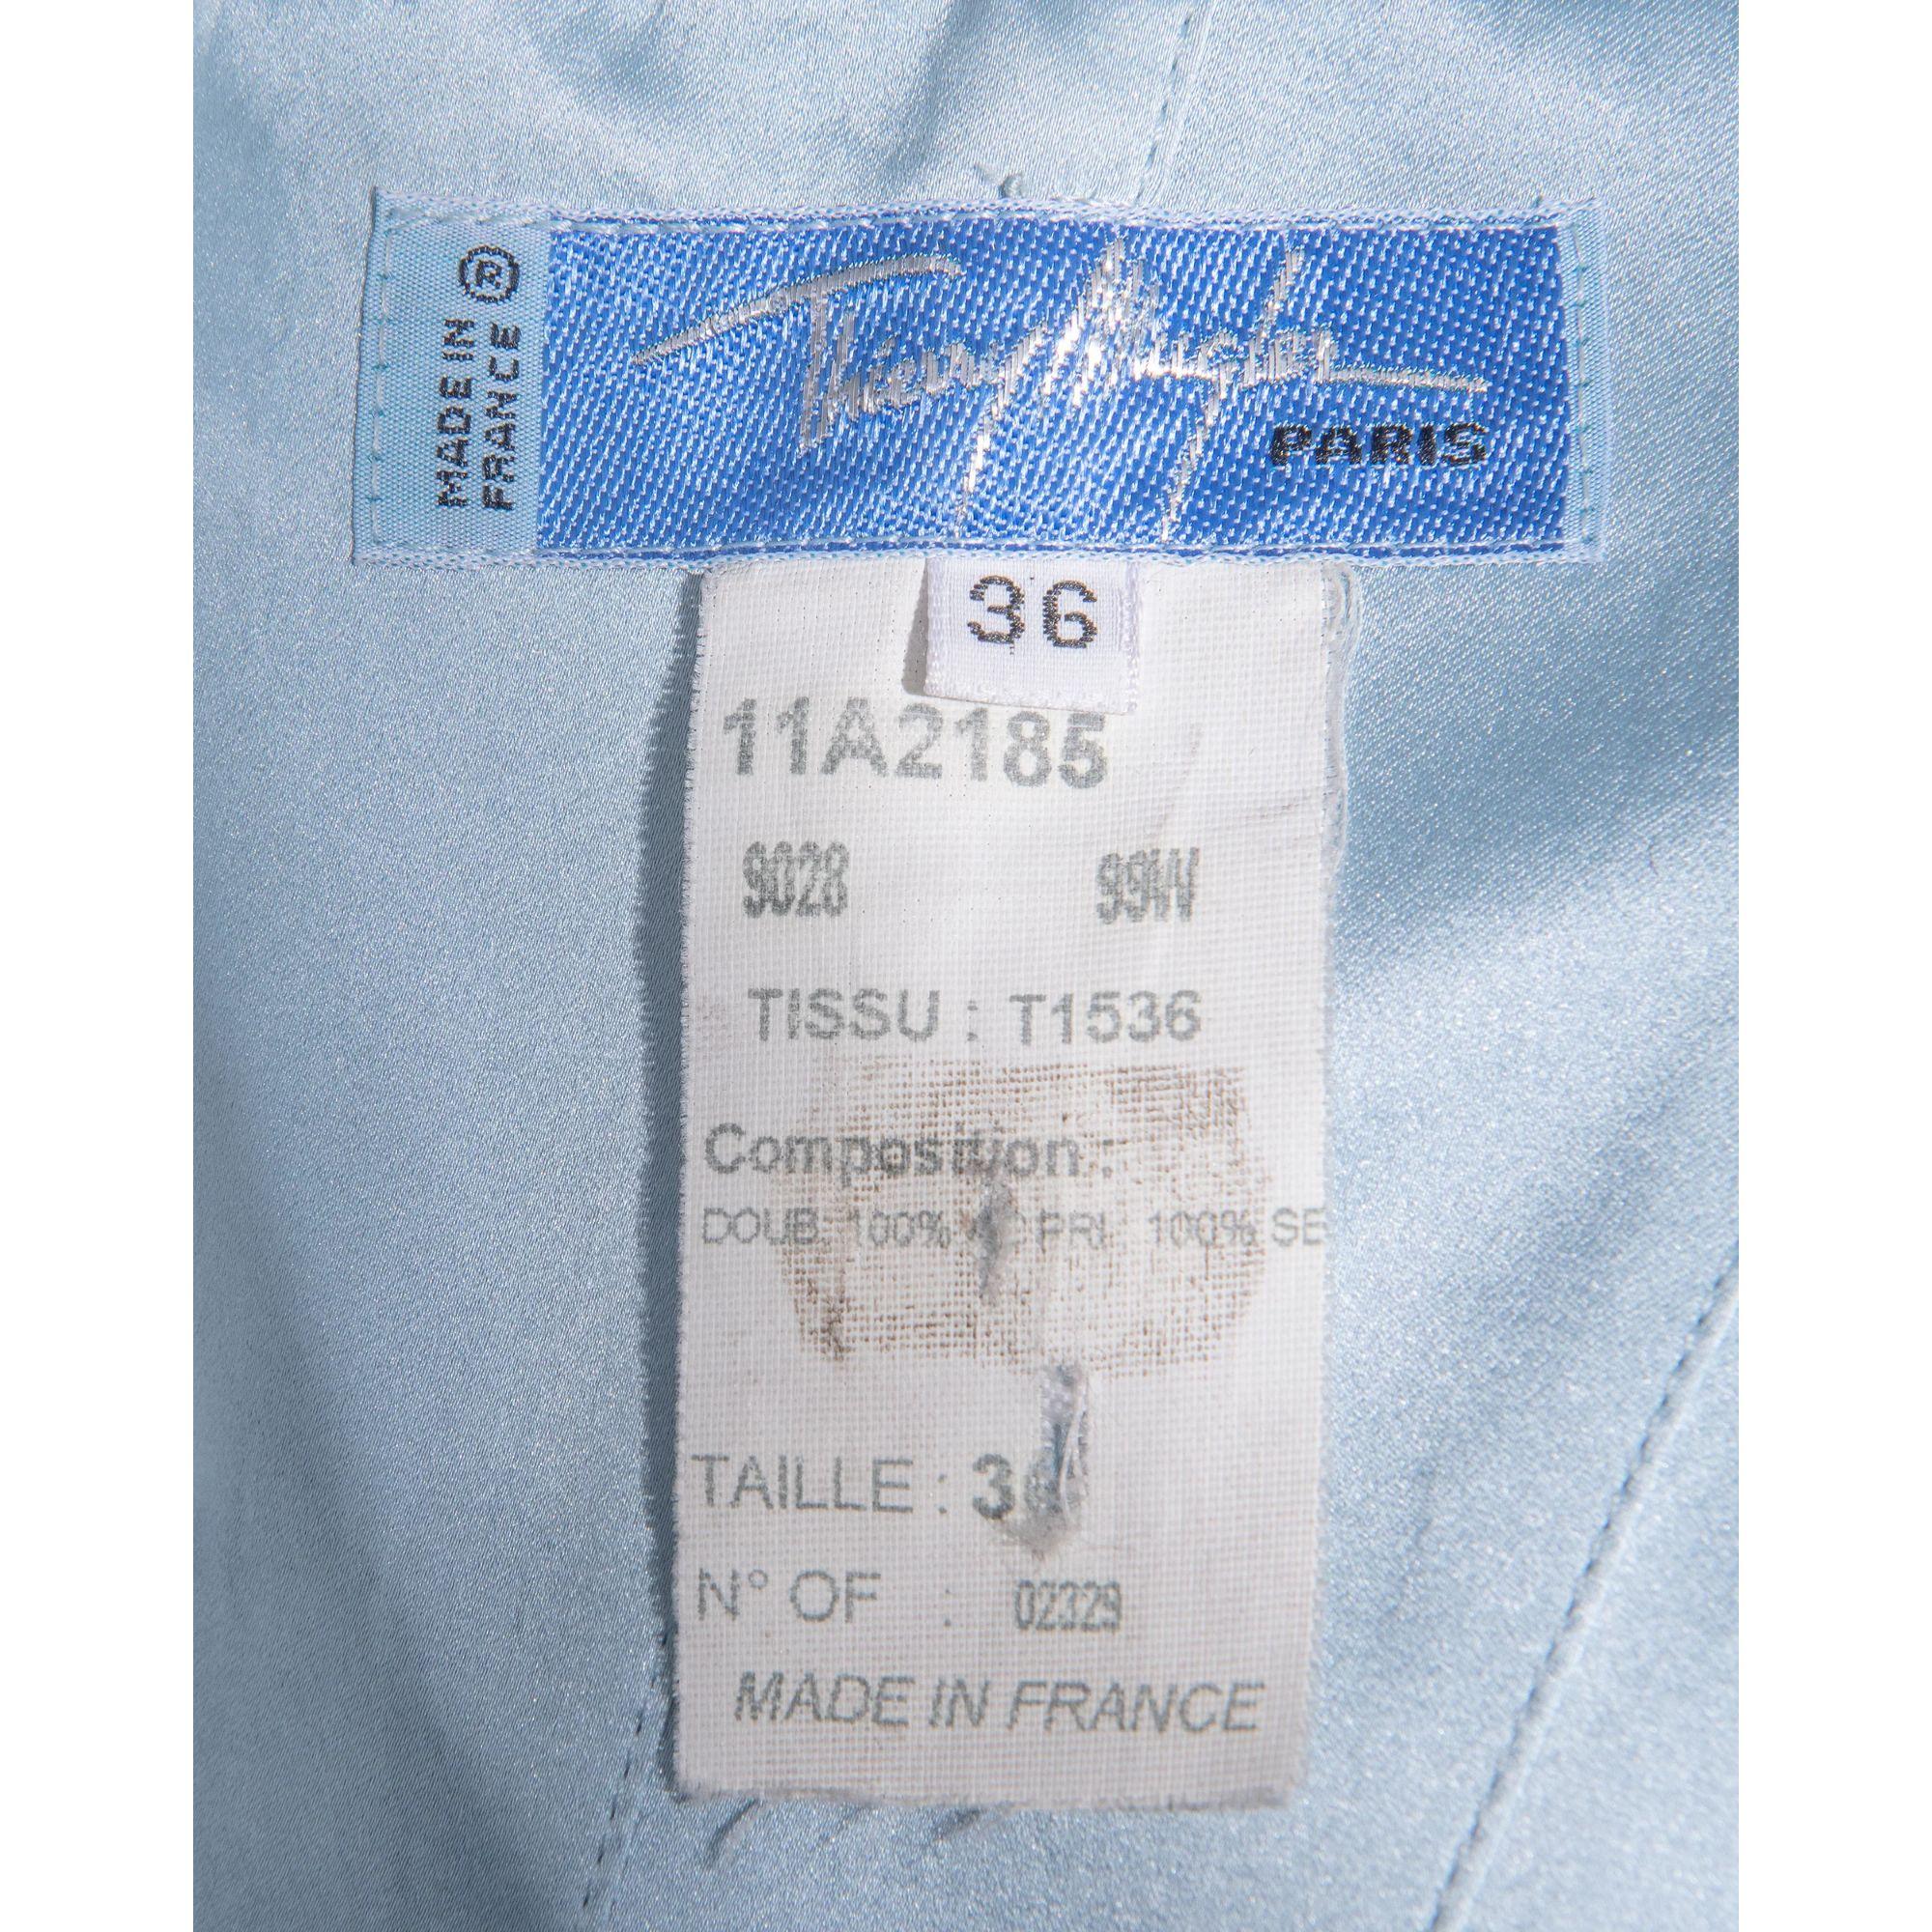 MADE IN
FRANCE ®
Thierry Mugler
PARIS
36
11A2185
9028 99W
TISSU : T1536
Composition :
DOUB: 100% PRI : 100% SE
TAILLE : 36
N° OF : 02329
MADE IN FRANCE